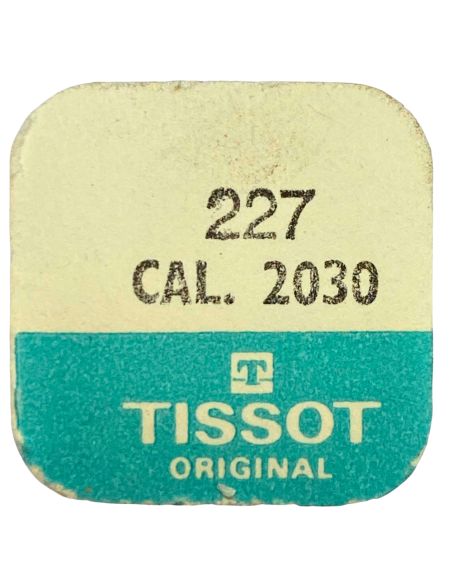 227
CAL. 2030
TISSOT
ORIGINAL